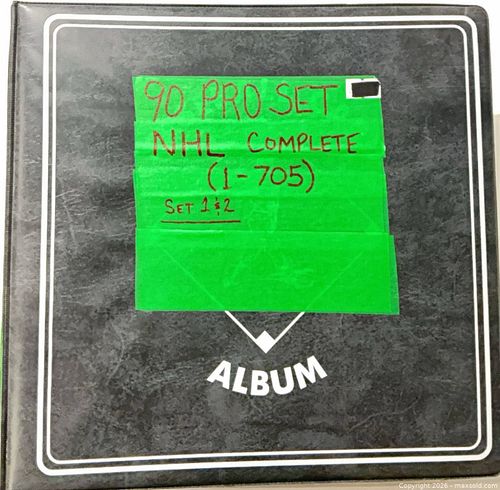 90 PRO SET
NHL COMPLETE
(1-705)
SET 1 & 2
ALBUM
Copyright 2026 - maxsold.com